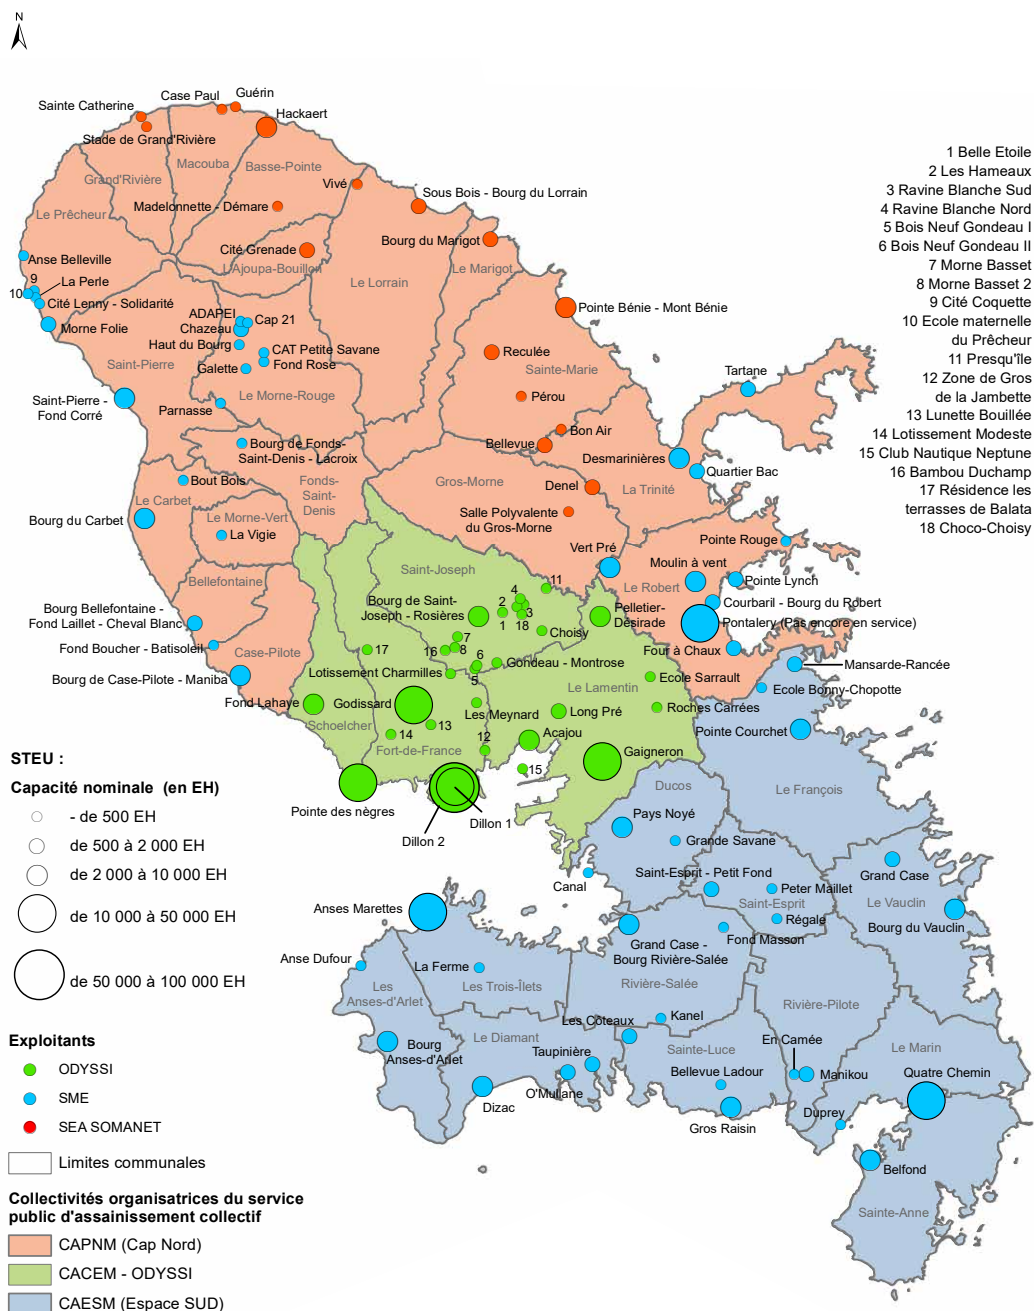 N
Case Paul
Guérin
Sainte Catherine
Hackaert
Stade de Grand'Rivière
Macouba
Basse-Pointe
Grand'Rivière
Vivé
Sous Bois - Bourg du Lorrain
Le Prêcheur
Madelonnette - Démare
Bourg du Marigot
Cité Grenade
L'Ajoupa-Bouillon
Le Marigot
Anse Belleville
Le Lorrain
9
La Perle
10
Cité Lenny - Solidarité
Pointe Bénie - Mont Bénie
ADAPEI
Cap 21
Chazeau
Morne Folie
Haut du Bourg
CAT Petite Savane
Reculée
Saint-Pierre
Galette
Fond Rose
Sainte-Marie
Tartane
Le Morne-Rouge
Pérou
Saint-Pierre -
Fond Corré
Parnasse
Bon Air
Bellevue
Bourg de Fonds-
Saint-Denis - Lacroix
Desmarinières
Quartier Bac
Bout Bois
Fonds-
Saint-
Denis
Gros-Morne
Denel
La Trinité
Le Carbet
Bourg du Carbet
Le Morne-Vert
La Vigie
Salle Polyvalente
du Gros-Morne
Pointe Rouge
Vert Pré
Moulin à vent
Bellefontaine
Saint-Joseph
11
Le Robert
Pointe Lynch
4
2
3
1
18
Bourg de Saint-
Joseph - Rosières
Pelletier-
Désirade
Courbaril - Bourg du Robert
Pontalery (Pas encore en service)
Bourg Bellefontaine -
Fond Laillet - Cheval Blanc
Choisy
7
16
8
17
Fond Boucher - Batisoleil
Four à Chaux
Case-Pilote
6
Gondeau - Montrose
Mansarde-Rancée
Bourg de Case-Pilote - Maniba
Lotissement Charmilles
5
Ecole Sarrault
Ecole Bonny-Chopotte
Le Lamentin
Fond Lahaye
Godissard
Les Meynard
Long Pré
Roches Carrées
Schoelcher
13
14
Pointe Courchet
Acajou
12
Fort-de-France
Gaigneron
15
Ducos
Le François
Pointe des nègres
Dillon 1
Dillon 2
Pays Noyé
Grande Savane
Canal
Saint-Esprit - Petit Fond
Peter Maillet
Grand Case
Saint-Esprit
Le Vauclin
Anses Marettes
Régale
Bourg du Vauclin
Grand Case -
Bourg Rivière-Salée
Fond Masson
Anse Dufour
La Ferme
Les
Anses-d'Arlet
Les Trois-Îlets
Rivière-Salée
Rivière-Pilote
Kanel
Les Côteaux
Le Diamant
Bourg
Anses-d'Arlet
Taupinière
Sainte-Luce
En Camée
Le Marin
Bellevue Ladour
Manikou
Quatre Chemin
O'Mullane
Dizac
Gros Raisin
Duprey
Belfond
Sainte-Anne
1 Belle Etoile
2 Les Hameaux
3 Ravine Blanche Sud
4 Ravine Blanche Nord
5 Bois Neuf Gondeau I
6 Bois Neuf Gondeau II
7 Morne Basset
8 Morne Basset 2
9 Cité Coquette
10 Ecole maternelle
du Prêcheur
11 Presqu'île
12 Zone de Gros
de la Jambette
13 Lunette Bouillée
14 Lotissement Modeste
15 Club Nautique Neptune
16 Bambou Duchamp
17 Résidence les
terrasses de Balata
18 Choco-Choisy
STEU :
Capacité nominale (en EH)
- de 500 EH
de 500 à 2 000 EH
de 2 000 à 10 000 EH
de 10 000 à 50 000 EH
de 50 000 à 100 000 EH
Exploitants
ODYSSI
SME
SEA SOMANET
Limites communales
Collectivités organisatrices du service
public d'assainissement collectif
CAPNM (Cap Nord)
CACEM - ODYSSI
CAESM (Espace SUD)